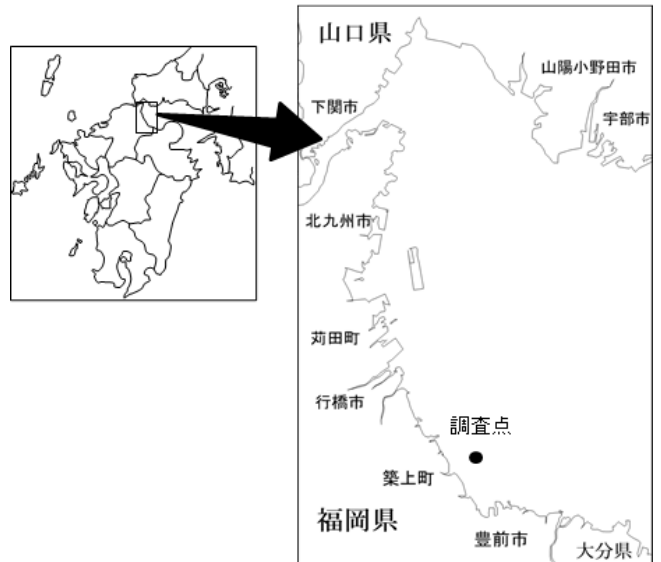 山口県
山陽小野田市
下関市
宇部市
北九州市
苅田町
行橋市
調査点
築上町
福岡県
豊前市
大分県